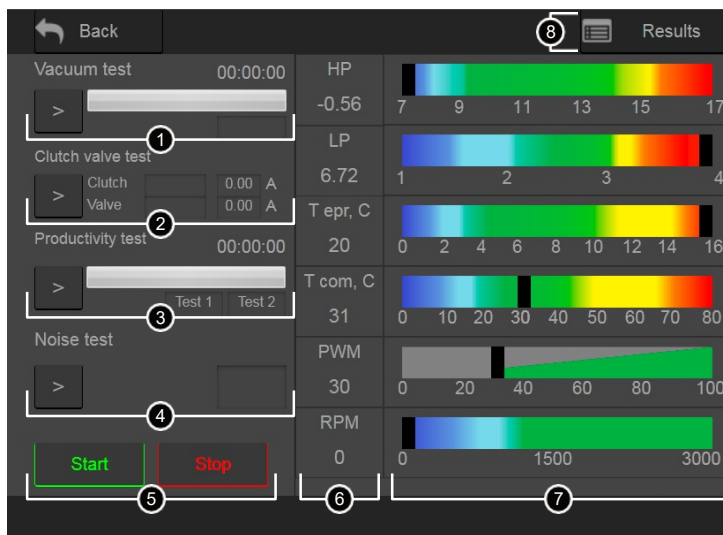 Back
8
Results
Vacuum test 00:00:00
>
1
Clutch valve test
>
Clutch 0.00 A
Valve 0.00 A
2
Productivity test 00:00:00
>
Test 1 Test 2
3
Noise test
>
4
Start Stop
5
HP
-0.56
LP
6.72
T epr, C
20
T com, C
31
PWM
30
RPM
0
6
7 9 11 13 15 17
1 2 3 4
0 2 4 6 8 10 12 14 16
0 10 20 30 40 50 60 70 80
0 20 40 60 80 100
0 1500 3000
7